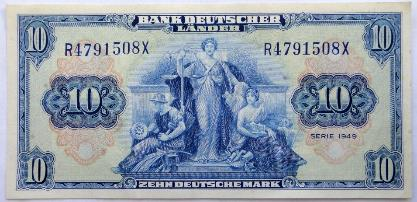 10 BANK DEUTSCHER 10
LÄNDER
R4791508X R4791508X
10 10
SERIE 1949
10 ZEHN DEUTSCHE MARK 10